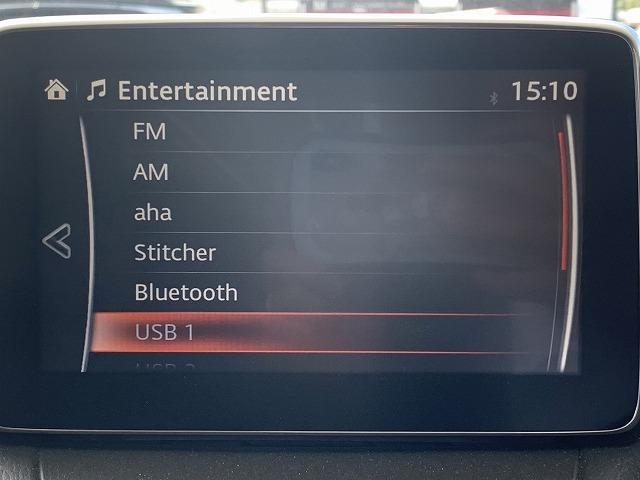 Entertainment 15:10
FM
AM
aha
Stitcher
Bluetooth
USB 1